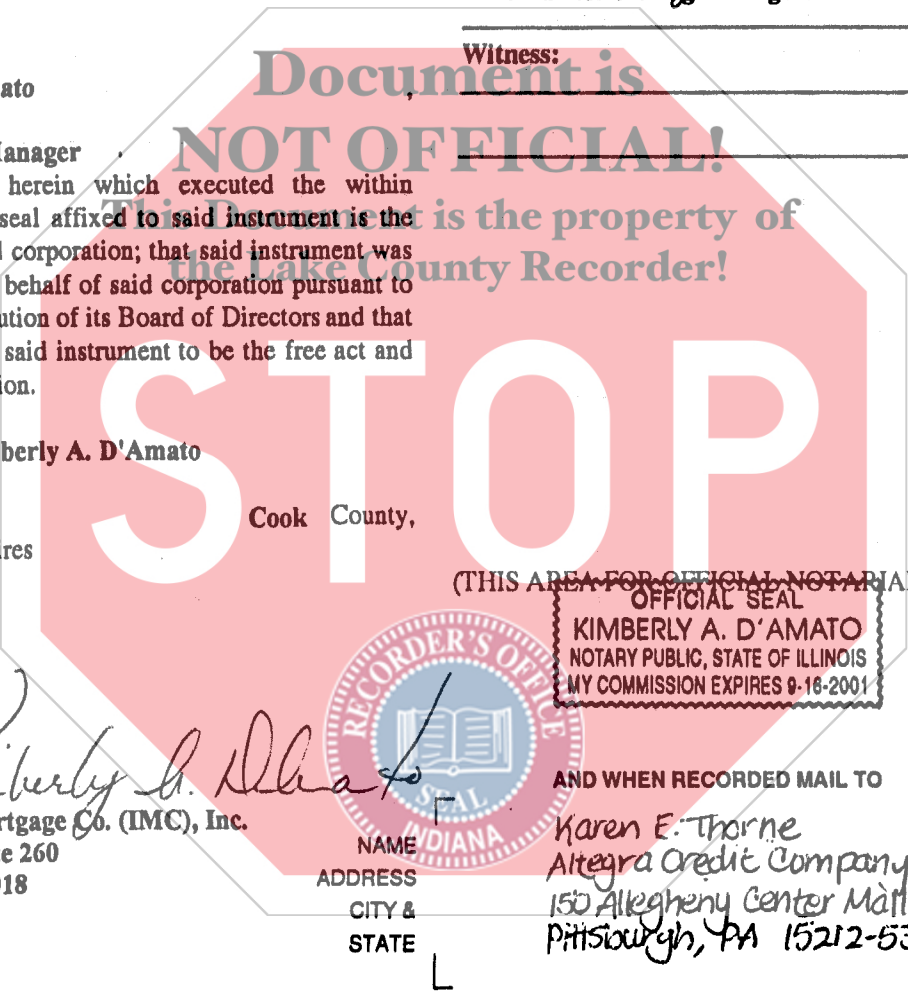 Witness:
Document is
NOT OFFICIAL!
This Document is the property of
the Lake County Recorder!
STOP
ato
Manager
herein which executed the within
seal affixed to said instrument is the
corporation; that said instrument was
behalf of said corporation pursuant to
ution of its Board of Directors and that
said instrument to be the free act and
ion.
berly A. D'Amato
Cook County,
res
(THIS AREA FOR OFFICIAL NOTARIAL
OFFICIAL SEAL
KIMBERLY A. D'AMATO
NOTARY PUBLIC, STATE OF ILLINOIS
MY COMMISSION EXPIRES 9-16-2001
RECORDER'S OFFICE
SEAL
INDIANA
berly A. D'Amato
rtgage Co. (IMC), Inc.
e 260
18
NAME
ADDRESS
CITY &
STATE
AND WHEN RECORDED MAIL TO
Karen E. Thorne
Altegra Credit Company
150 Allegheny Center Mall
Pittsburgh, PA 15212-53